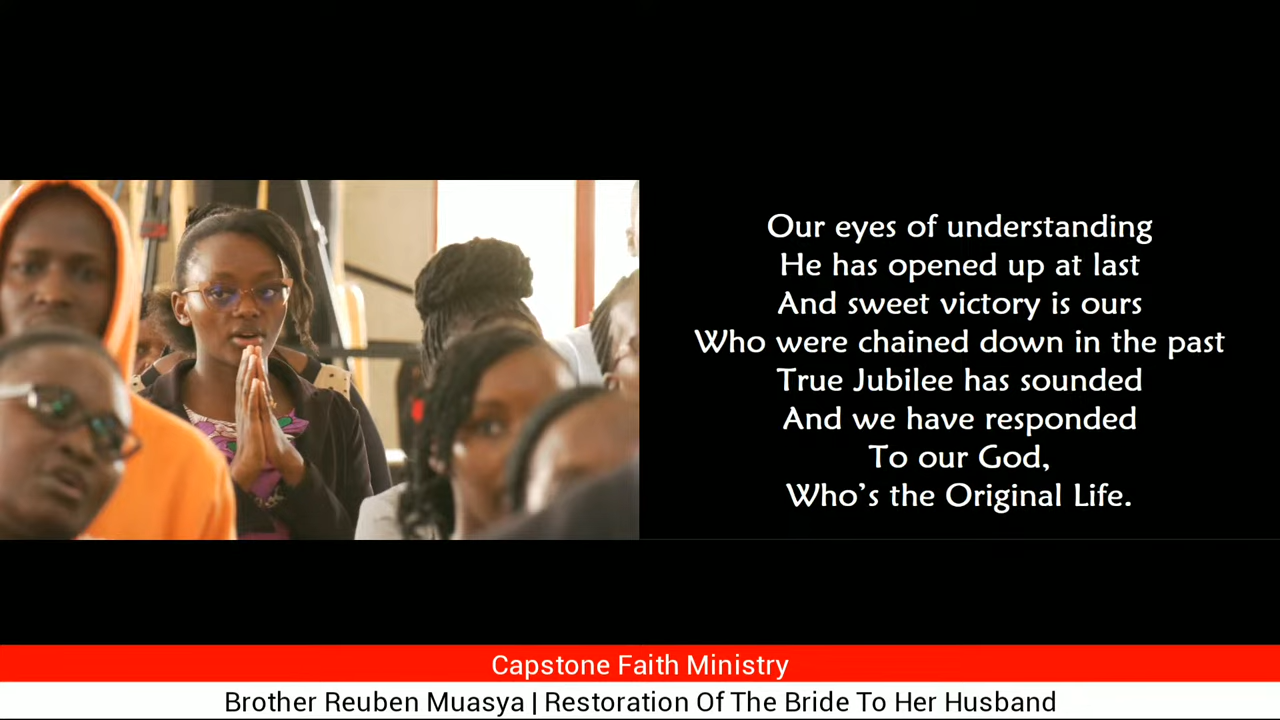 Our eyes of understanding
He has opened up at last
And sweet victory is ours
Who were chained down in the past
True Jubilee has sounded
And we have responded
To our God,
Who's the Original Life.
Capstone Faith Ministry
Brother Reuben Muasya | Restoration Of The Bride To Her Husband